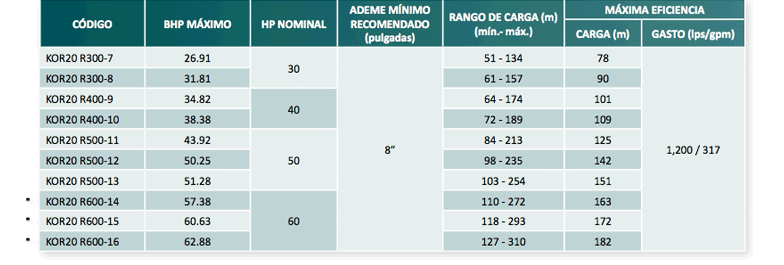 CÓDIGO BHP MÁXIMO HP NOMINAL ADEME MÍNIMO RECOMENDADO (pulgadas) RANGO DE CARGA (m) (mín.- máx.) MÁXIMA EFICIENCIA
CARGA (m) GASTO (lps/gpm)
KOR20 R300-7 26.91 30 8” 51 - 134 78 1,200 / 317
KOR20 R300-8 31.81 61 - 157 90
KOR20 R400-9 34.82 40 64 - 174 101
KOR20 R400-10 38.38 72 - 189 109
KOR20 R500-11 43.92 50 84 - 213 125
KOR20 R500-12 50.25 98 - 235 142
KOR20 R500-13 51.28 103 - 254 151
* KOR20 R600-14 57.38 60 110 - 272 163
* KOR20 R600-15 60.63 118 - 293 172
* KOR20 R600-16 62.88 127 - 310 182